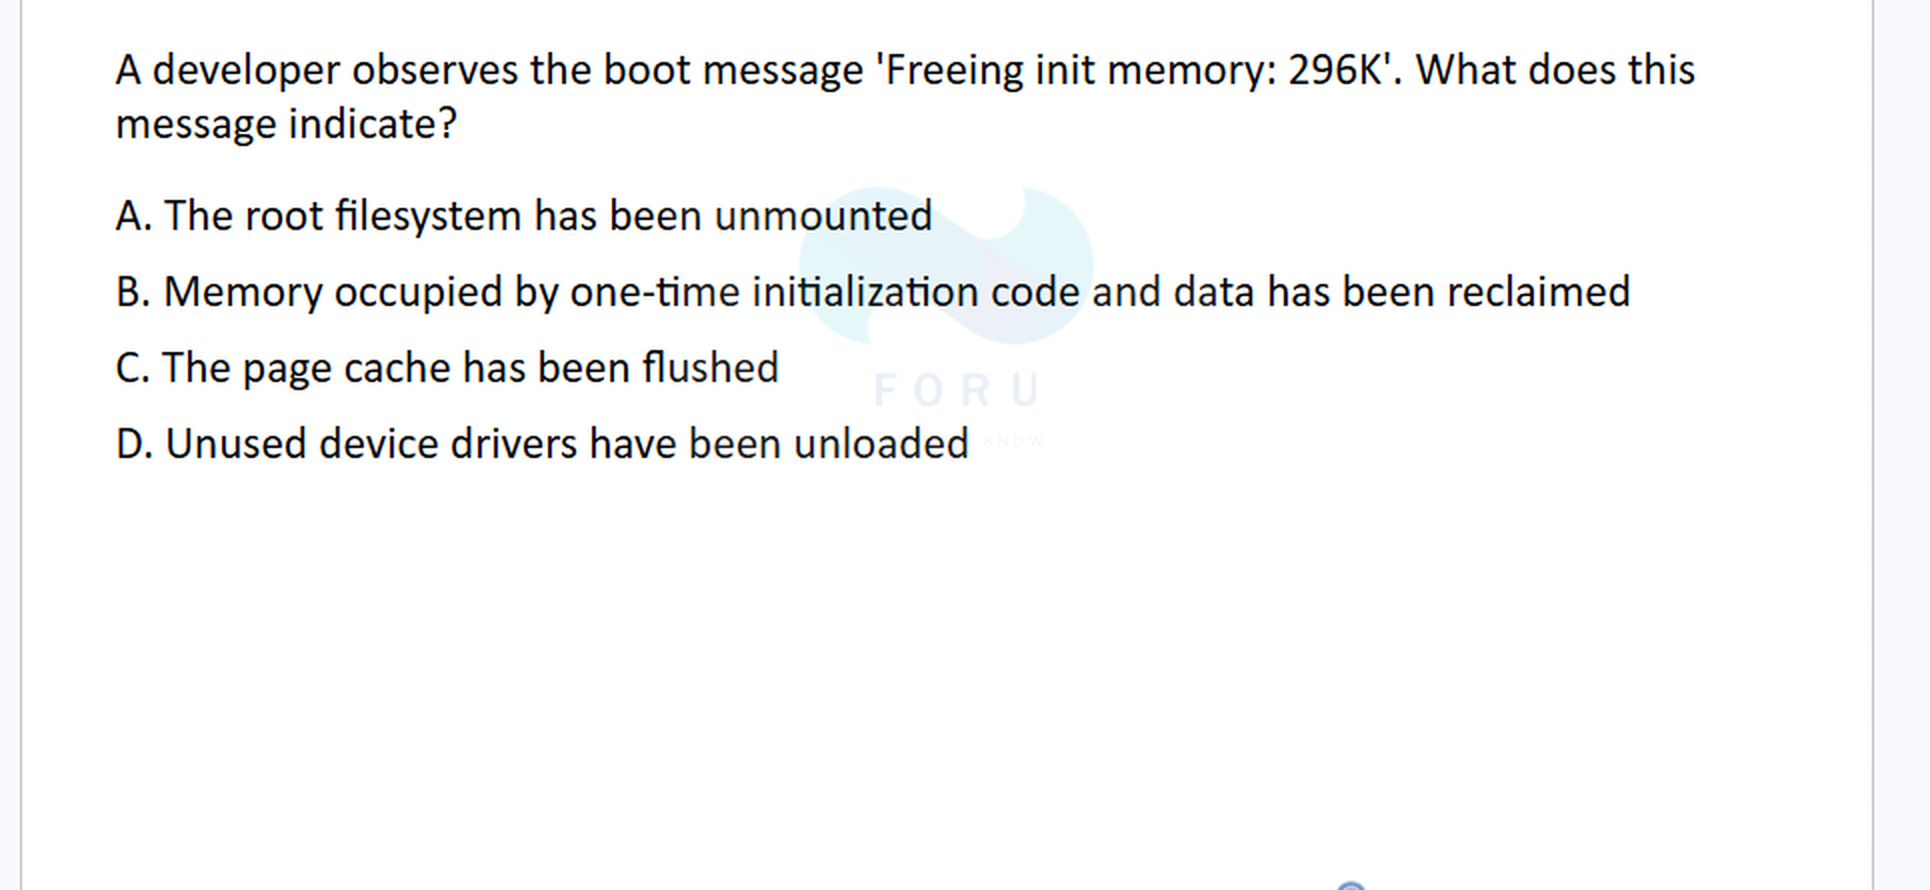 A developer observes the boot message 'Freeing init memory: 296K'. What does this
message indicate?
A. The root filesystem has been unmounted
B. Memory occupied by one-time initialization code and data has been reclaimed
C. The page cache has been flushed
FORU
D. Unused device drivers have been unloaded
KNOW